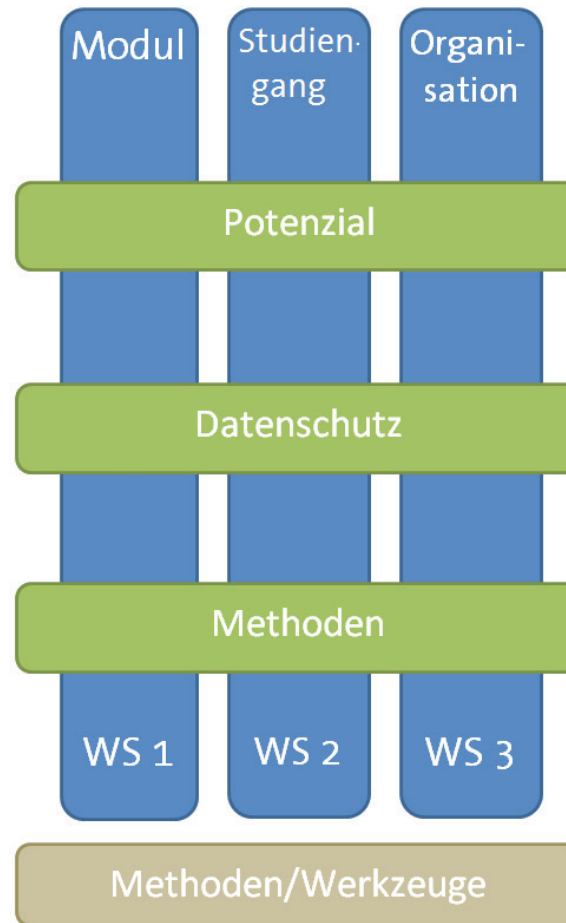 Modul
Studien-
gang
Organi-
sation
Potenzial
Datenschutz
Methoden
WS 1
WS 2
WS 3
Methoden/Werkzeuge